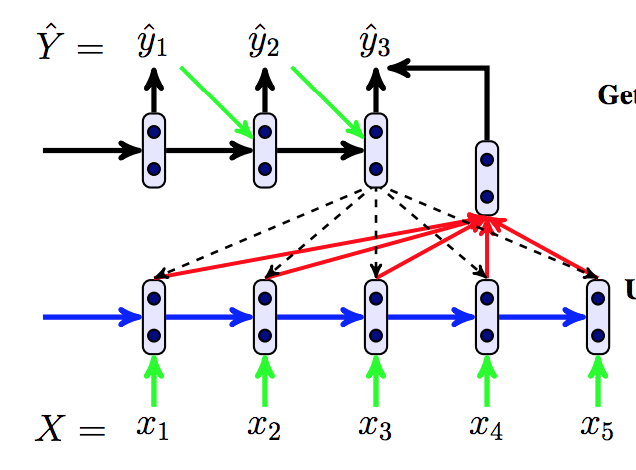 Ŷ = ŷ₁ ŷ₂ ŷ₃
Get
U
X = x₁ x₂ x₃ x₄ x₅